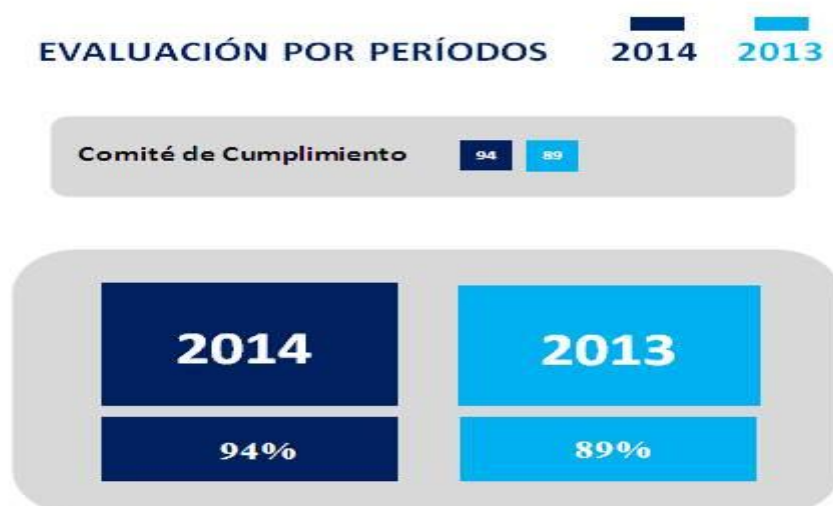 EVALUACIÓN POR PERÍODOS 2014 2013
Comité de Cumplimiento 94 89
2014 2013
94% 89%